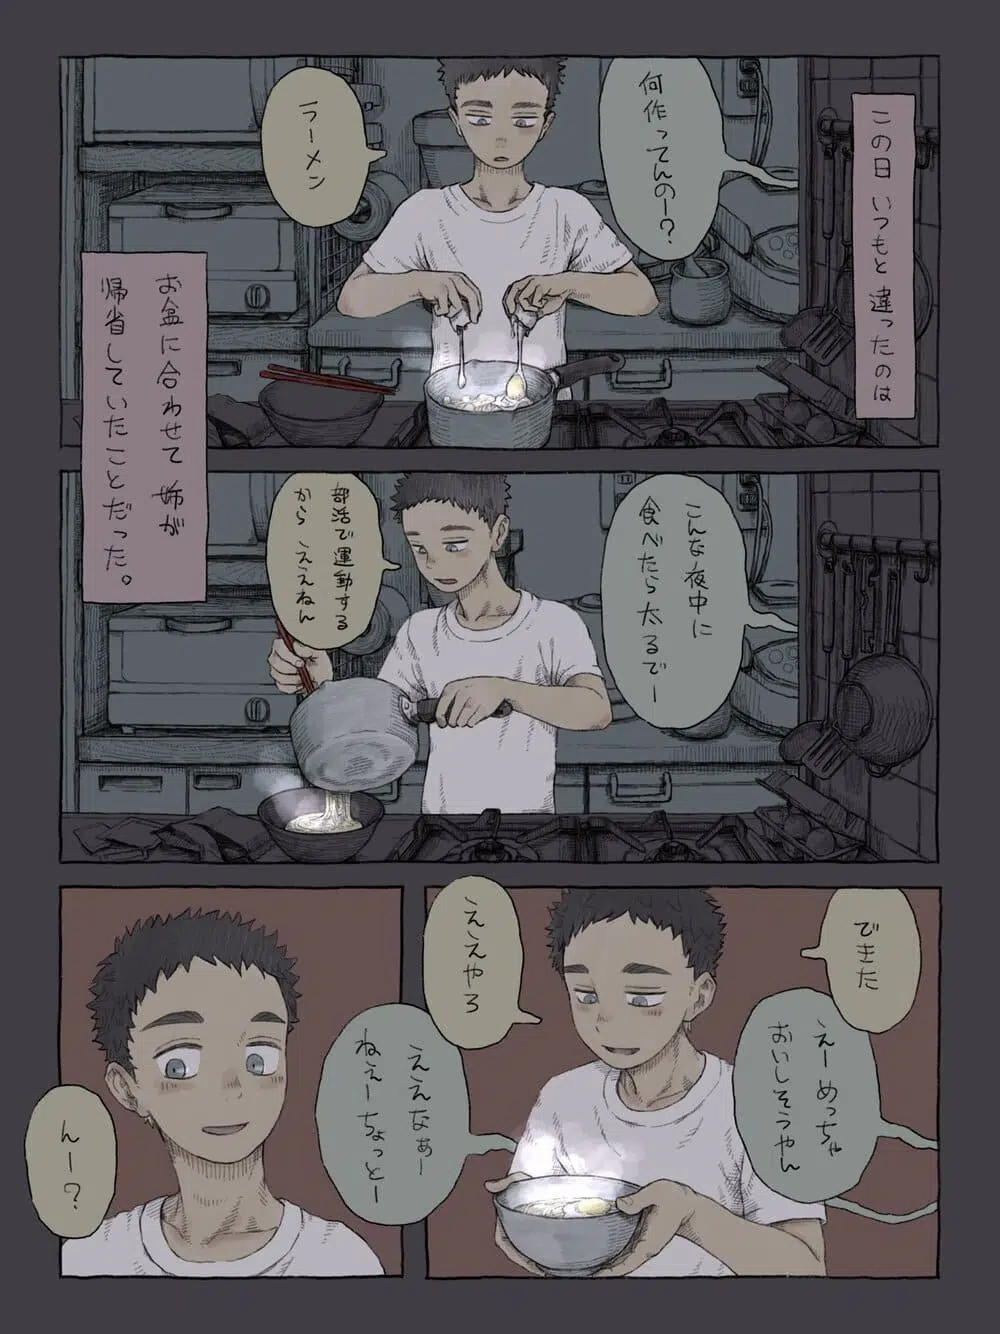 この日 いつもと違ったのは
何作ってんのー?
ラーメン
お盆に合わせて 姉が
帰省していたことだった。
こんな夜中に
食べたら太るでー
部活で運動する
から ええねん
できた
えーめっちゃ
おいしそうやん
ええやろ
ええなぁー
ねぇーちょっとー
んー?